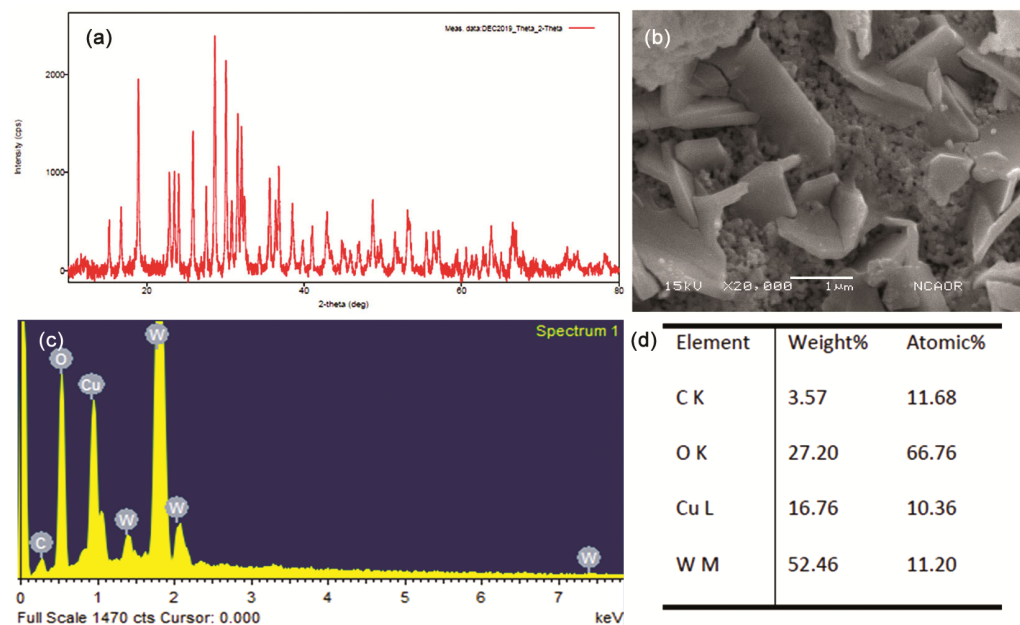 (a)
Meas. data:DEC2019_Theta_2-Theta
Intensity (cps)
2000
1000
0
20
40
60
80
2-theta (deg)
(b)
15kV X20,000 1μm NCAOR
(c)
Spectrum 1
W
O
Cu
W
W
C
W
0 1 2 3 4 5 6 7
Full Scale 1470 cts Cursor: 0.000 keV
(d)
Element Weight% Atomic%
C K 3.57 11.68
O K 27.20 66.76
Cu L 16.76 10.36
W M 52.46 11.20